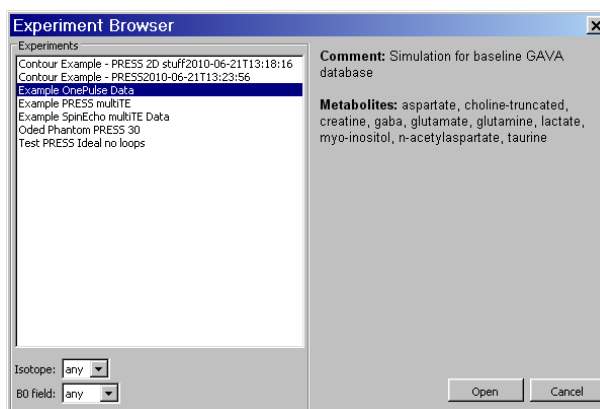 Experiment Browser
Experiments
Contour Example - PRESS 2D stuff2010-06-21T13:18:16
Contour Example - PRESS2010-06-21T13:23:56
Example OnePulse Data
Example PRESS multiTE
Example SpinEcho multiTE Data
Oded Phantom PRESS 30
Test PRESS Ideal no loops
Comment: Simulation for baseline GAVA
database
Metabolites: aspartate, choline-truncated,
creatine, gaba, glutamate, glutamine, lactate,
myo-inositol, n-acetylaspartate, taurine
Isotope: any
B0 field: any
Open
Cancel